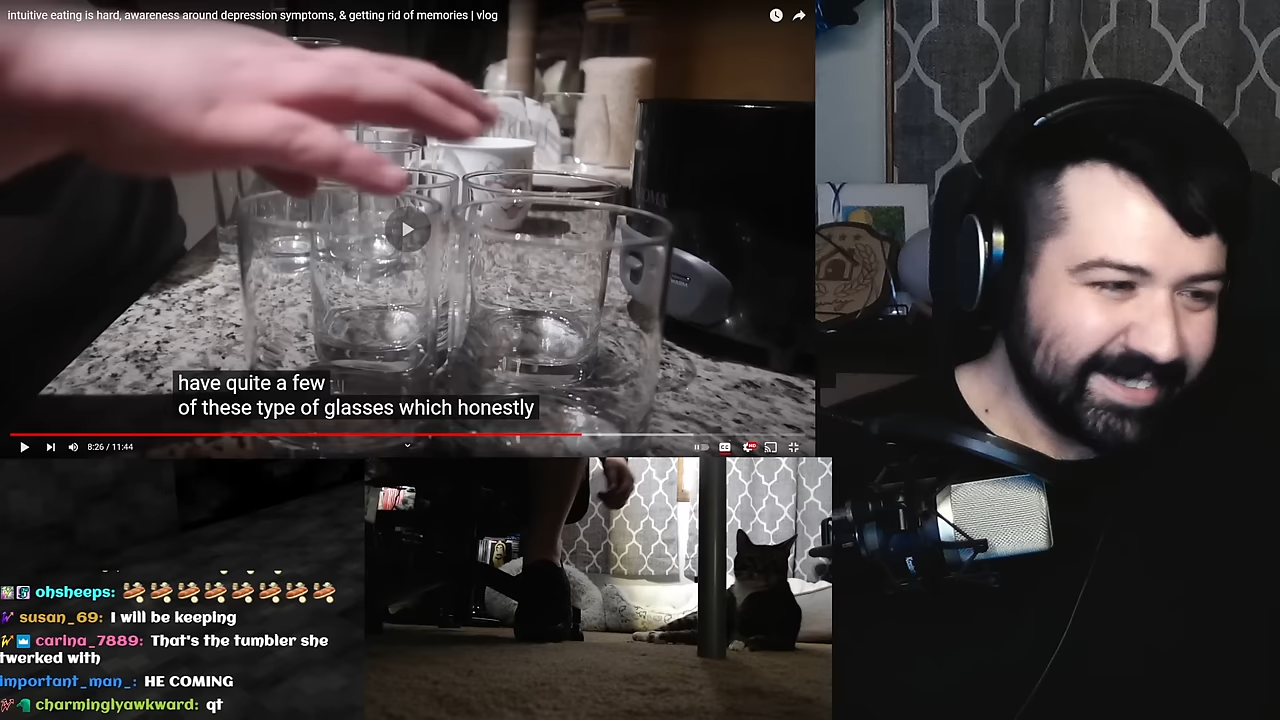 intuitive eating is hard, awareness around depression symptoms, & getting rid of memories | vlog
have quite a few
of these type of glasses which honestly
8:26 / 11:44
CC
HD
ohsheeps:
susan_69: I will be keeping
carina_7889: That's the tumbler she
twerked with
important_man_: HE COMING
charminglyawkward: qt